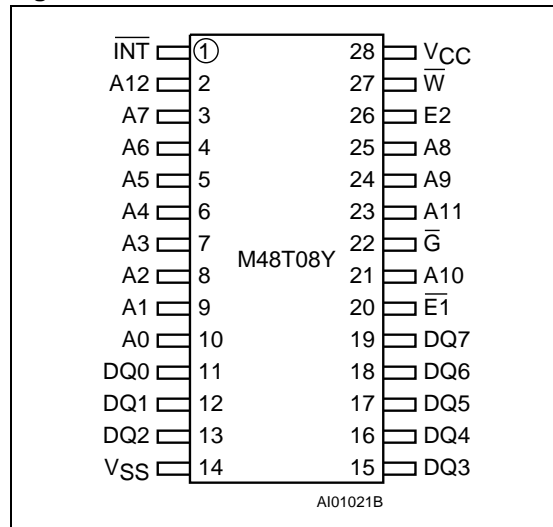 INT 1 28 VCC
A12 2 27 W
A7 3 26 E2
A6 4 25 A8
A5 5 24 A9
A4 6 23 A11
A3 7 22 G
M48T08Y
A2 8 21 A10
A1 9 20 E1
A0 10 19 DQ7
DQ0 11 18 DQ6
DQ1 12 17 DQ5
DQ2 13 16 DQ4
VSS 14 15 DQ3
AI01021B